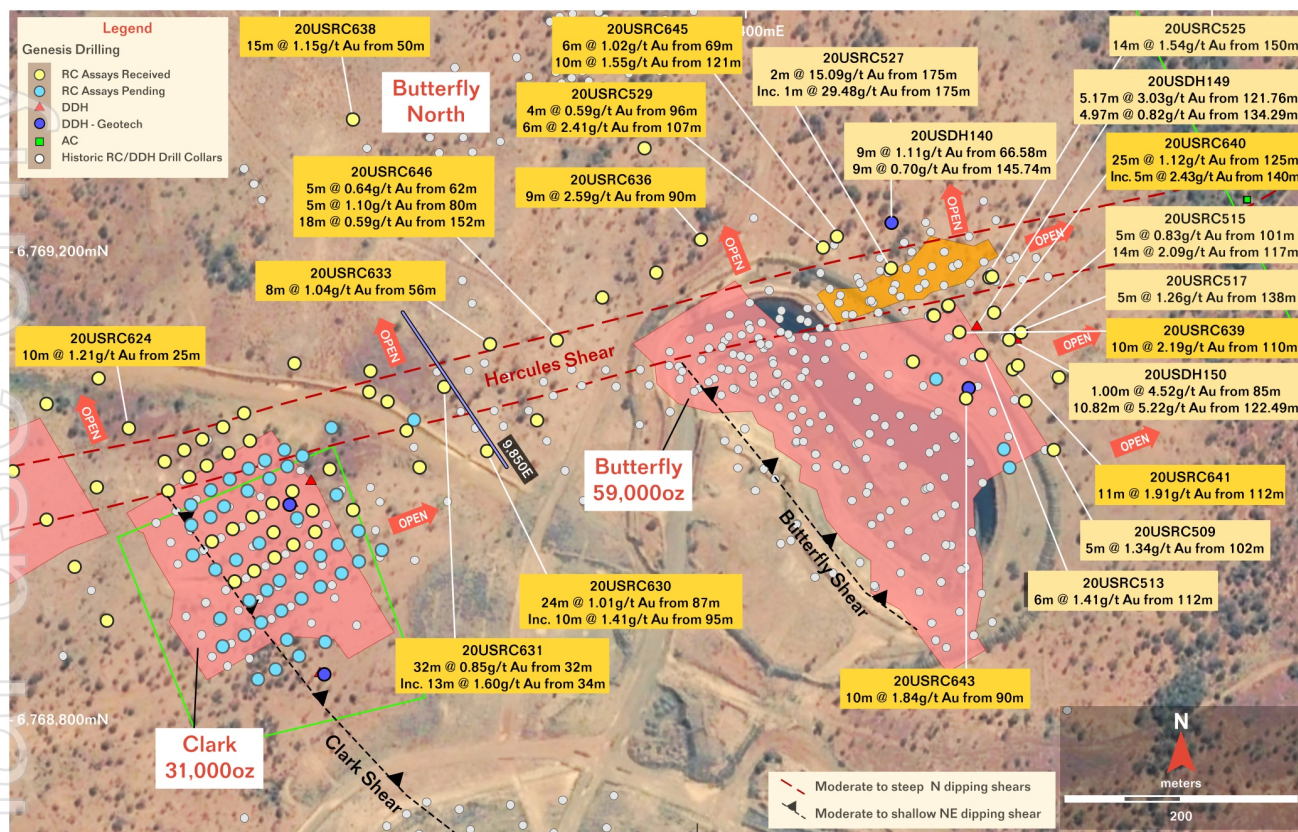 Legend
Genesis Drilling
RC Assays Received
RC Assays Pending
DDH
DDH - Geotech
AC
Historic RC/DDH Drill Collars
20USRC638
15m @ 1.15g/t Au from 50m
Butterfly
North
20USRC645
6m @ 1.02g/t Au from 69m
10m @ 1.55g/t Au from 121m
400mE
20USRC527
2m @ 15.09g/t Au from 175m
Inc. 1m @ 29.48g/t Au from 175m
20USRC525
14m @ 1.54g/t Au from 150m
20USDH149
5.17m @ 3.03g/t Au from 121.76m
4.97m @ 0.82g/t Au from 134.29m
20USRC529
4m @ 0.59g/t Au from 96m
6m @ 2.41g/t Au from 107m
20USDH140
9m @ 1.11g/t Au from 66.58m
9m @ 0.70g/t Au from 145.74m
20USRC640
25m @ 1.12g/t Au from 125m
Inc. 5m @ 2.43g/t Au from 140m
20USRC646
5m @ 0.64g/t Au from 62m
5m @ 1.10g/t Au from 80m
18m @ 0.59g/t Au from 152m
20USRC636
9m @ 2.59g/t Au from 90m
OPEN
OPEN
OPEN
20USRC515
5m @ 0.83g/t Au from 101m
14m @ 2.09g/t Au from 117m
6,769,200mN
20USRC633
8m @ 1.04g/t Au from 56m
20USRC517
5m @ 1.26g/t Au from 138m
20USRC624
10m @ 1.21g/t Au from 25m
OPEN
Hercules Shear
OPEN
20USRC639
10m @ 2.19g/t Au from 110m
20USDH150
1.00m @ 4.52g/t Au from 85m
10.82m @ 5.22g/t Au from 122.49m
OPEN
OPEN
9,850E
Butterfly
59,000oz
20USRC641
11m @ 1.91g/t Au from 112m
OPEN
Butterfly Shear
20USRC509
5m @ 1.34g/t Au from 102m
20USRC513
6m @ 1.41g/t Au from 112m
20USRC630
24m @ 1.01g/t Au from 87m
Inc. 10m @ 1.41g/t Au from 95m
20USRC631
32m @ 0.85g/t Au from 32m
Inc. 13m @ 1.60g/t Au from 34m
20USRC643
10m @ 1.84g/t Au from 90m
6,768,800mN
Clark
31,000oz
Clark Shear
Moderate to steep N dipping shears
Moderate to shallow NE dipping shear
N
meters
200